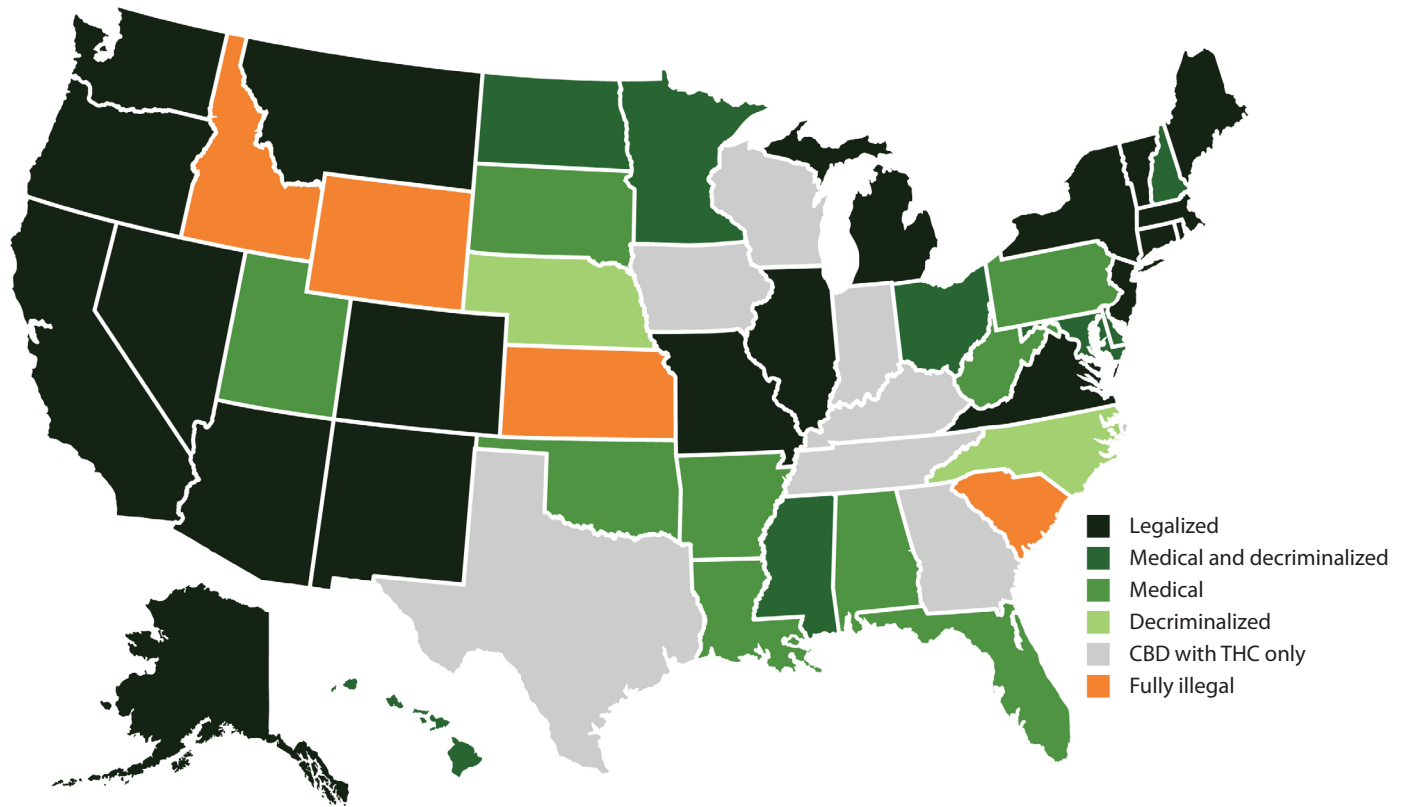 Legalized
Medical and decriminalized
Medical
Decriminalized
CBD with THC only
Fully illegal